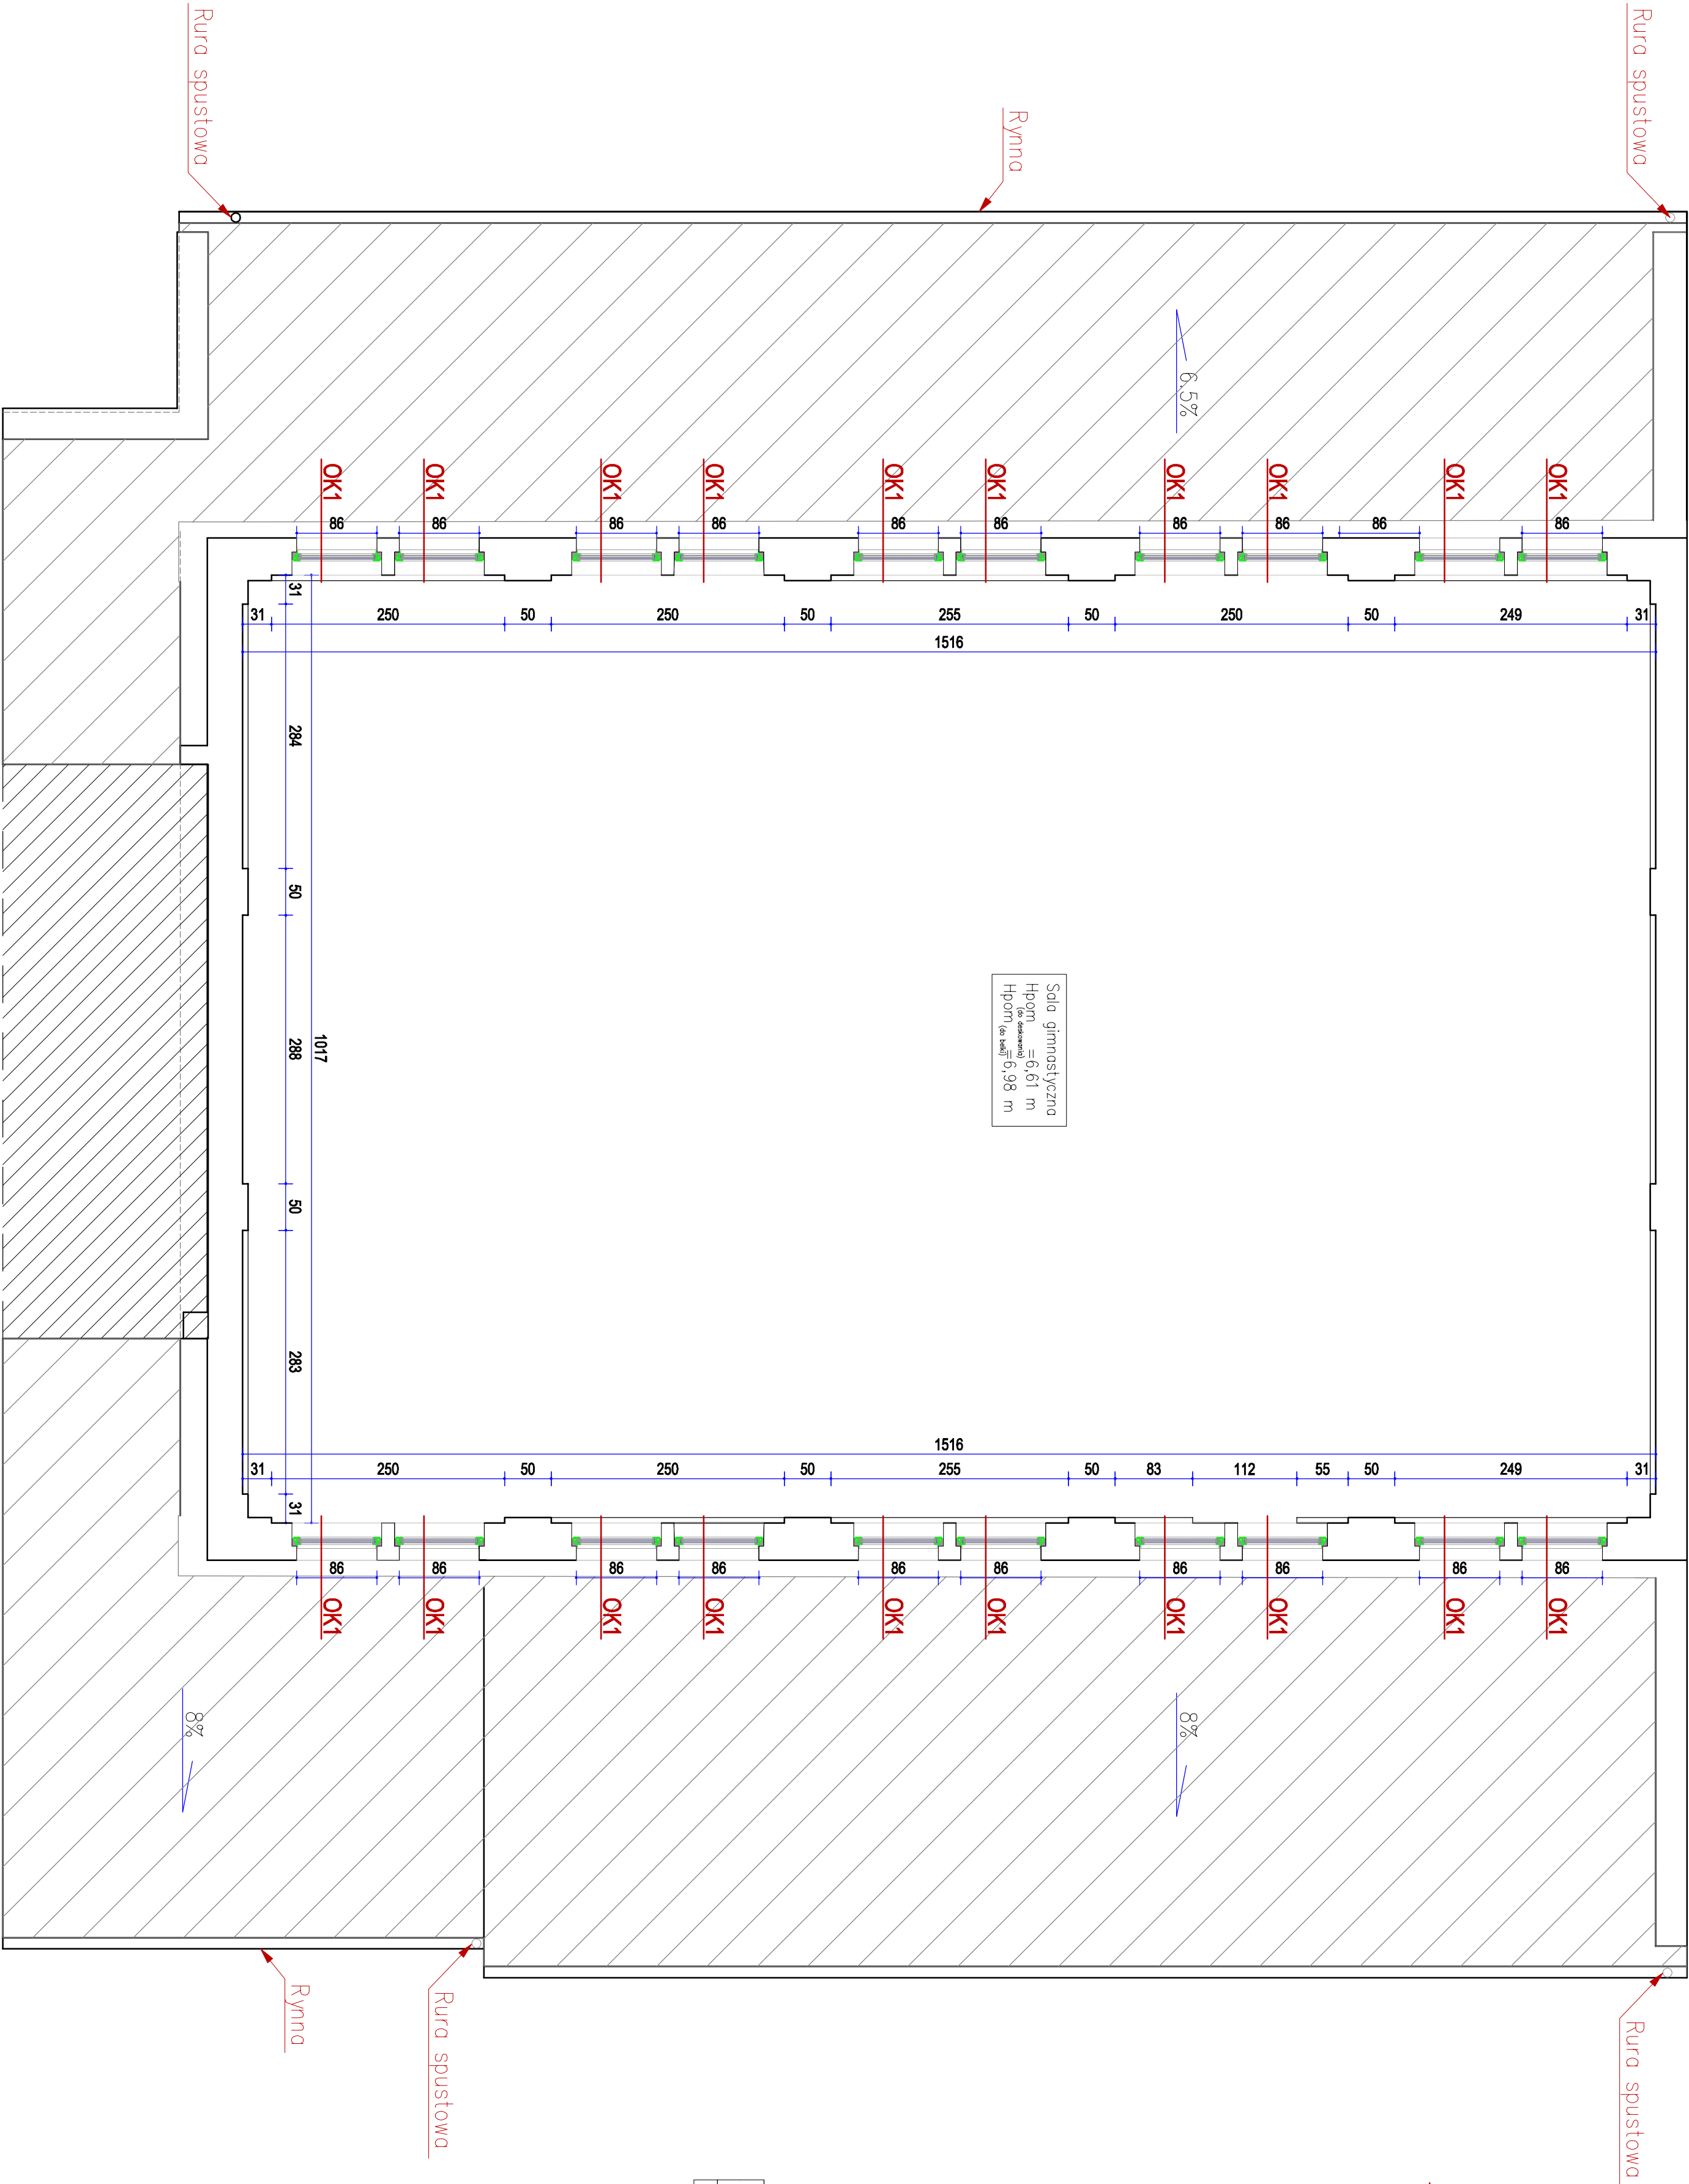 Rura spustowa
Rura spustowa
Rynna
6.5%
OK1
OK1
OK1
OK1
OK1
OK1
OK1
OK1
OK1
OK1
86
86
86
86
86
86
86
86
86
86
86
31
31
250
50
250
50
255
50
250
50
249
31
1516
284
50
Sala gimnastyczna
Hpom (do deskowania) =6,61 m
Hpom (do belki) =6,98 m
288
1017
50
283
1516
31
250
50
250
50
255
50
83
112
55
50
249
31
31
86
86
86
86
86
86
86
86
86
86
OK1
OK1
OK1
OK1
OK1
OK1
OK1
OK1
OK1
OK1
8%
8%
Rynna
Rura spustowa
Rura spustowa